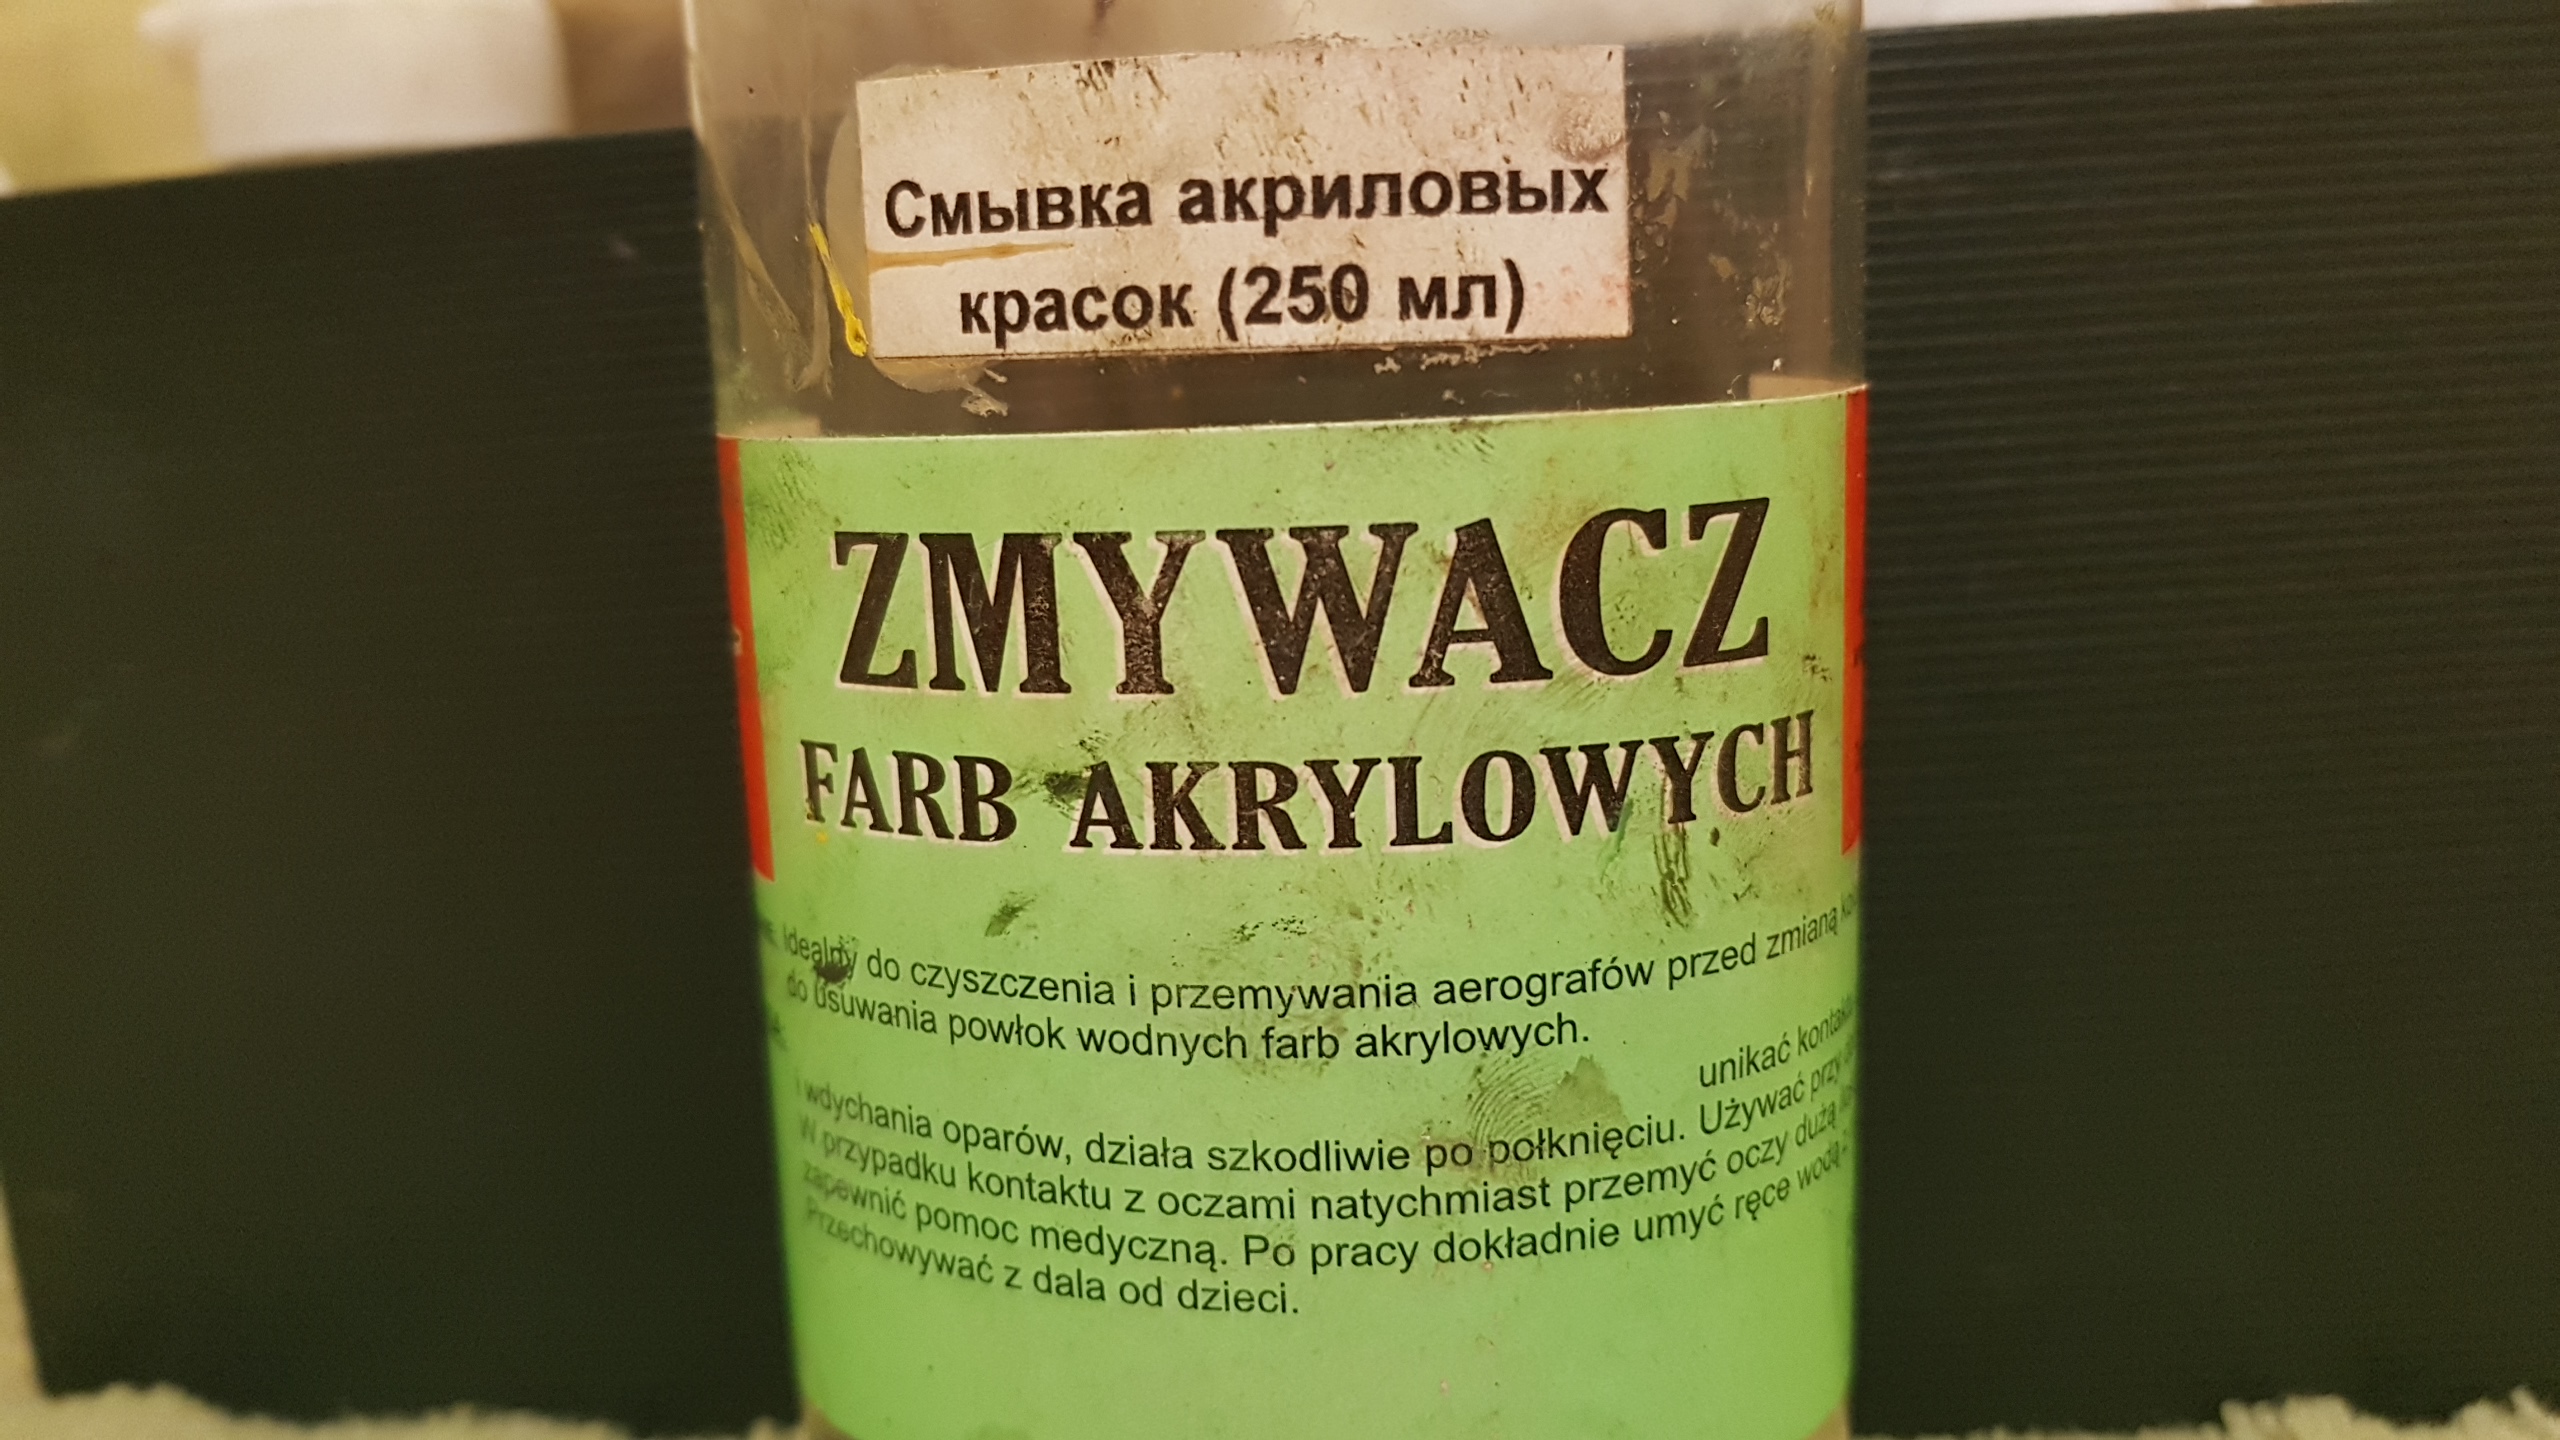 Смывка акриловых
красок (250 мл)
ZMYWACZ
FARB AKRYLOWYCH
Idealny do czyszczenia i przemywania aerografów przed zmianą
do usuwania powłok wodnych farb akrylowych.
unikać
i wdychania oparów, działa szkodliwie po połknięciu. Używać przy
W przypadku kontaktu z oczami natychmiast przemyć oczy dużą
zapewnić pomoc medyczną. Po pracy dokładnie umyć ręce wodą
Przechowywać z dala od dzieci.